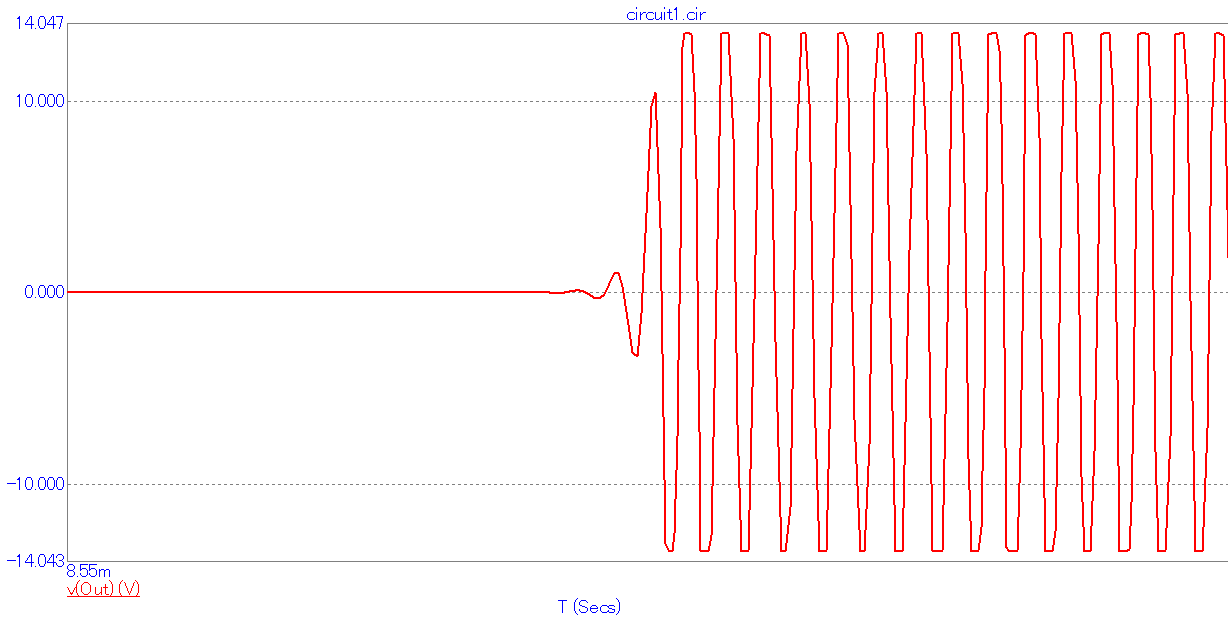 circuit1.cir
14.047
10.000
0.000
-10.000
-14.043
8.55m
v(Out) (V)
T (Secs)